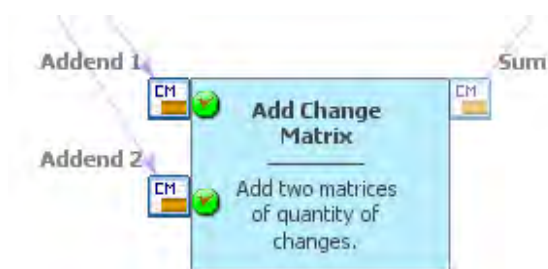 Addend 1
Sum
CM
CM
Add Change
Matrix
Addend 2
CM
Add two matrices
of quantity of
changes.